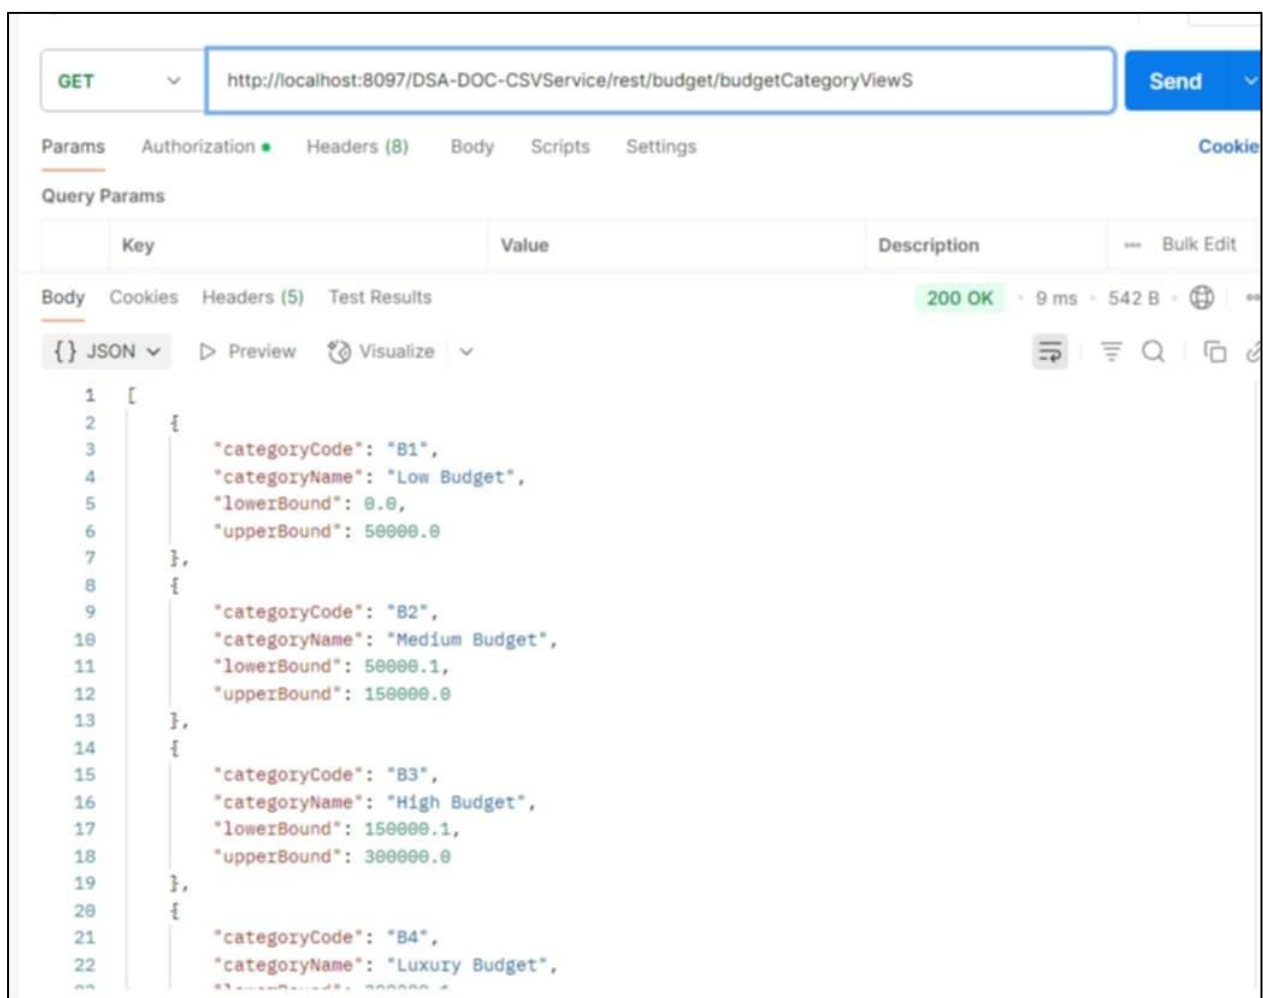 GET
http://localhost:8097/DSA-DOC-CSVService/rest/budget/budgetCategoryViewS
Send
Params Authorization Headers (8) Body Scripts Settings Cookie
Query Params
Key Value Description Bulk Edit
Body Cookies Headers (5) Test Results 200 OK 9 ms 542 B
{} JSON Preview Visualize
1 [
2 {
3 "categoryCode": "B1",
4 "categoryName": "Low Budget",
5 "lowerBound": 0.0,
6 "upperBound": 50000.0
7 },
8 {
9 "categoryCode": "B2",
10 "categoryName": "Medium Budget",
11 "lowerBound": 50000.1,
12 "upperBound": 150000.0
13 },
14 {
15 "categoryCode": "B3",
16 "categoryName": "High Budget",
17 "lowerBound": 150000.1,
18 "upperBound": 300000.0
19 },
20 {
21 "categoryCode": "B4",
22 "categoryName": "Luxury Budget",